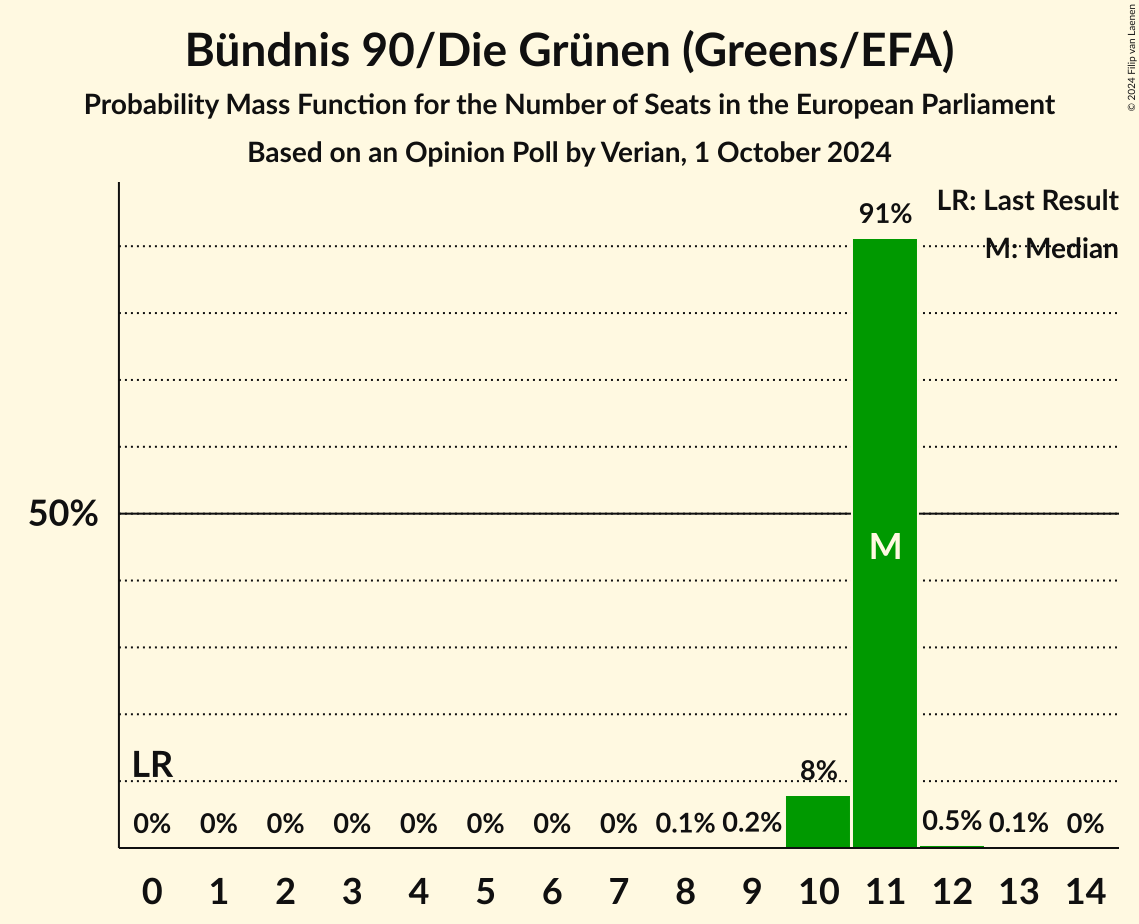 Bündnis 90/Die Grünen (Greens/EFA)
Probability Mass Function for the Number of Seats in the European Parliament
Based on an Opinion Poll by Verian, 1 October 2024
© 2024 Filip van Laenen
LR: Last Result
M: Median
91%
50%
M
LR
8%
0% 0% 0% 0% 0% 0% 0% 0% 0.1% 0.2% 0.5% 0.1% 0%
0 1 2 3 4 5 6 7 8 9 10 11 12 13 14